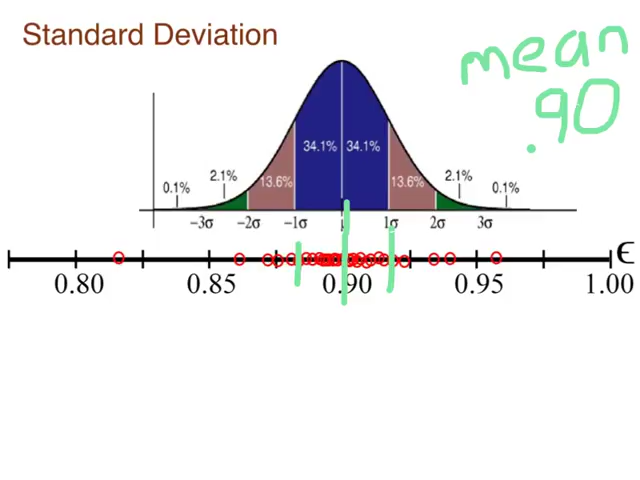 Standard Deviation
mean
.90
34.1% 34.1%
0.1% 2.1% 13.6% 13.6% 2.1% 0.1%
−3σ −2σ −1σ μ 1σ 2σ 3σ
ϵ
0.80 0.85 0.90 0.95 1.00